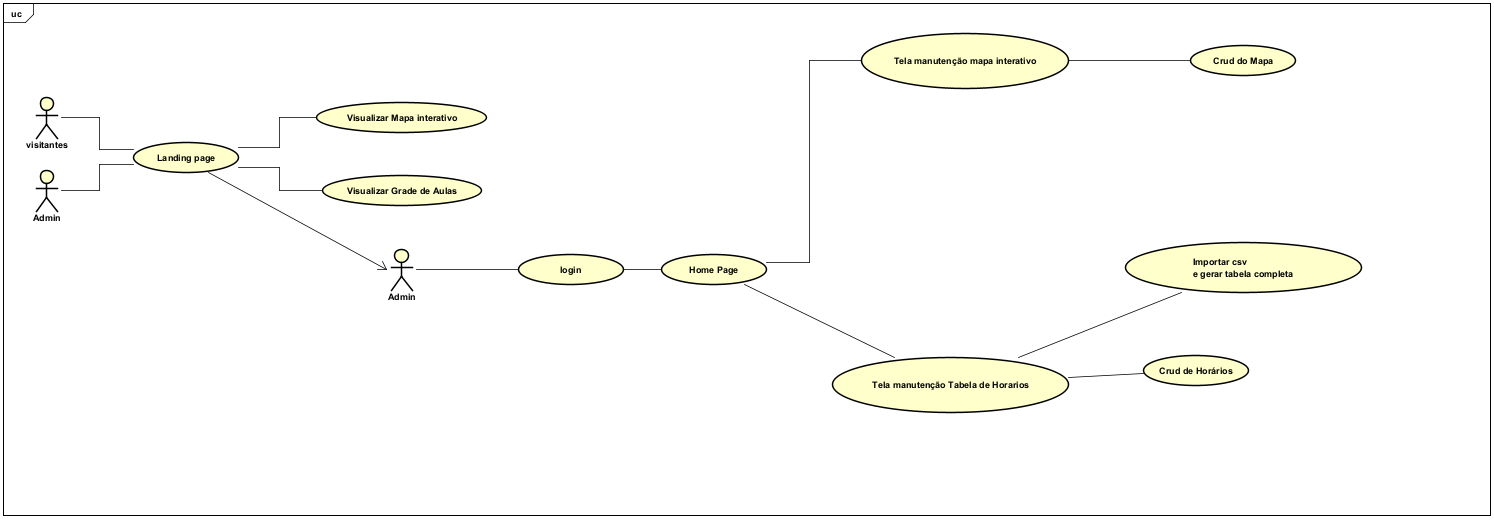 uc
visitantes
Admin
Landing page
Visualizar Mapa interativo
Visualizar Grade de Aulas
Admin
login
Home Page
Tela manutenção mapa interativo
Crud do Mapa
Importar csv
e gerar tabela completa
Tela manutenção Tabela de Horarios
Crud de Horários